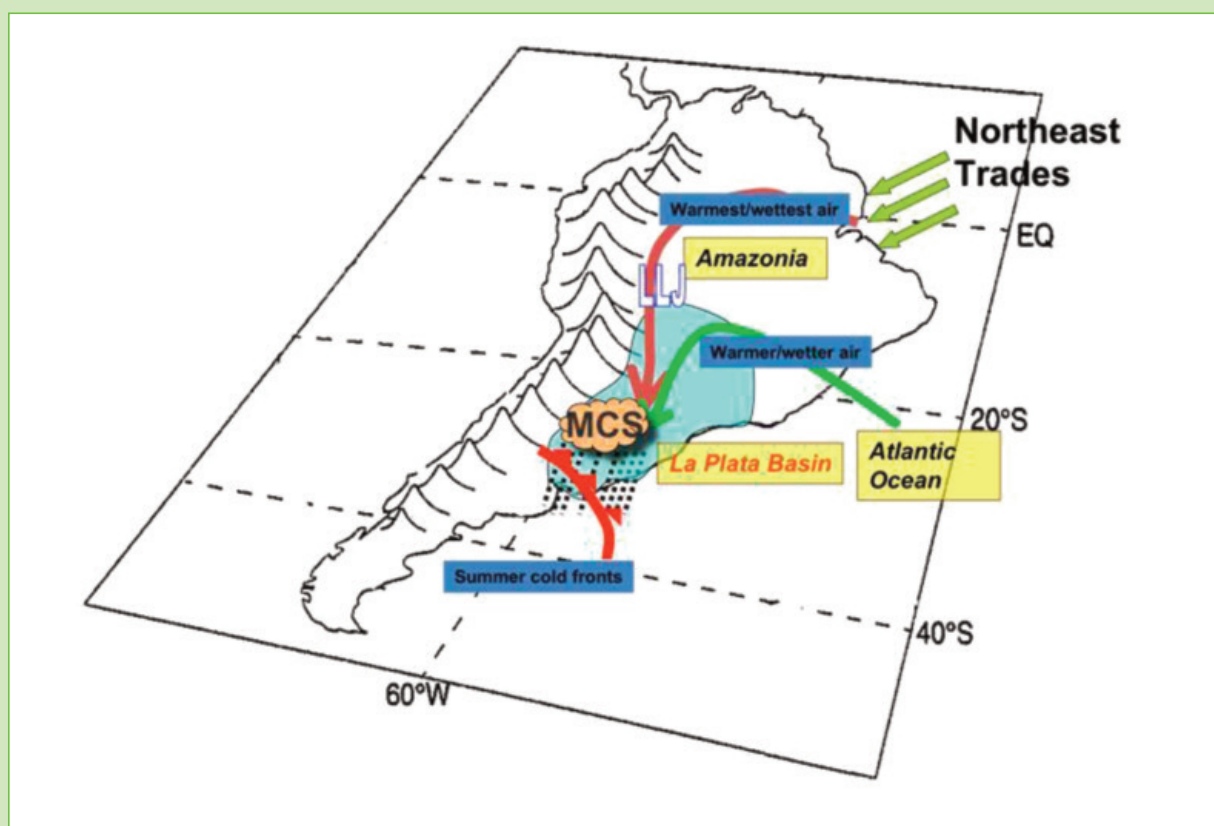 Northeast
Trades
Warmest/wettest air
EQ
Amazonia
LLJ
Warmer/wetter air
20°S
MCS
La Plata Basin
Atlantic
Ocean
Summer cold fronts
40°S
60°W